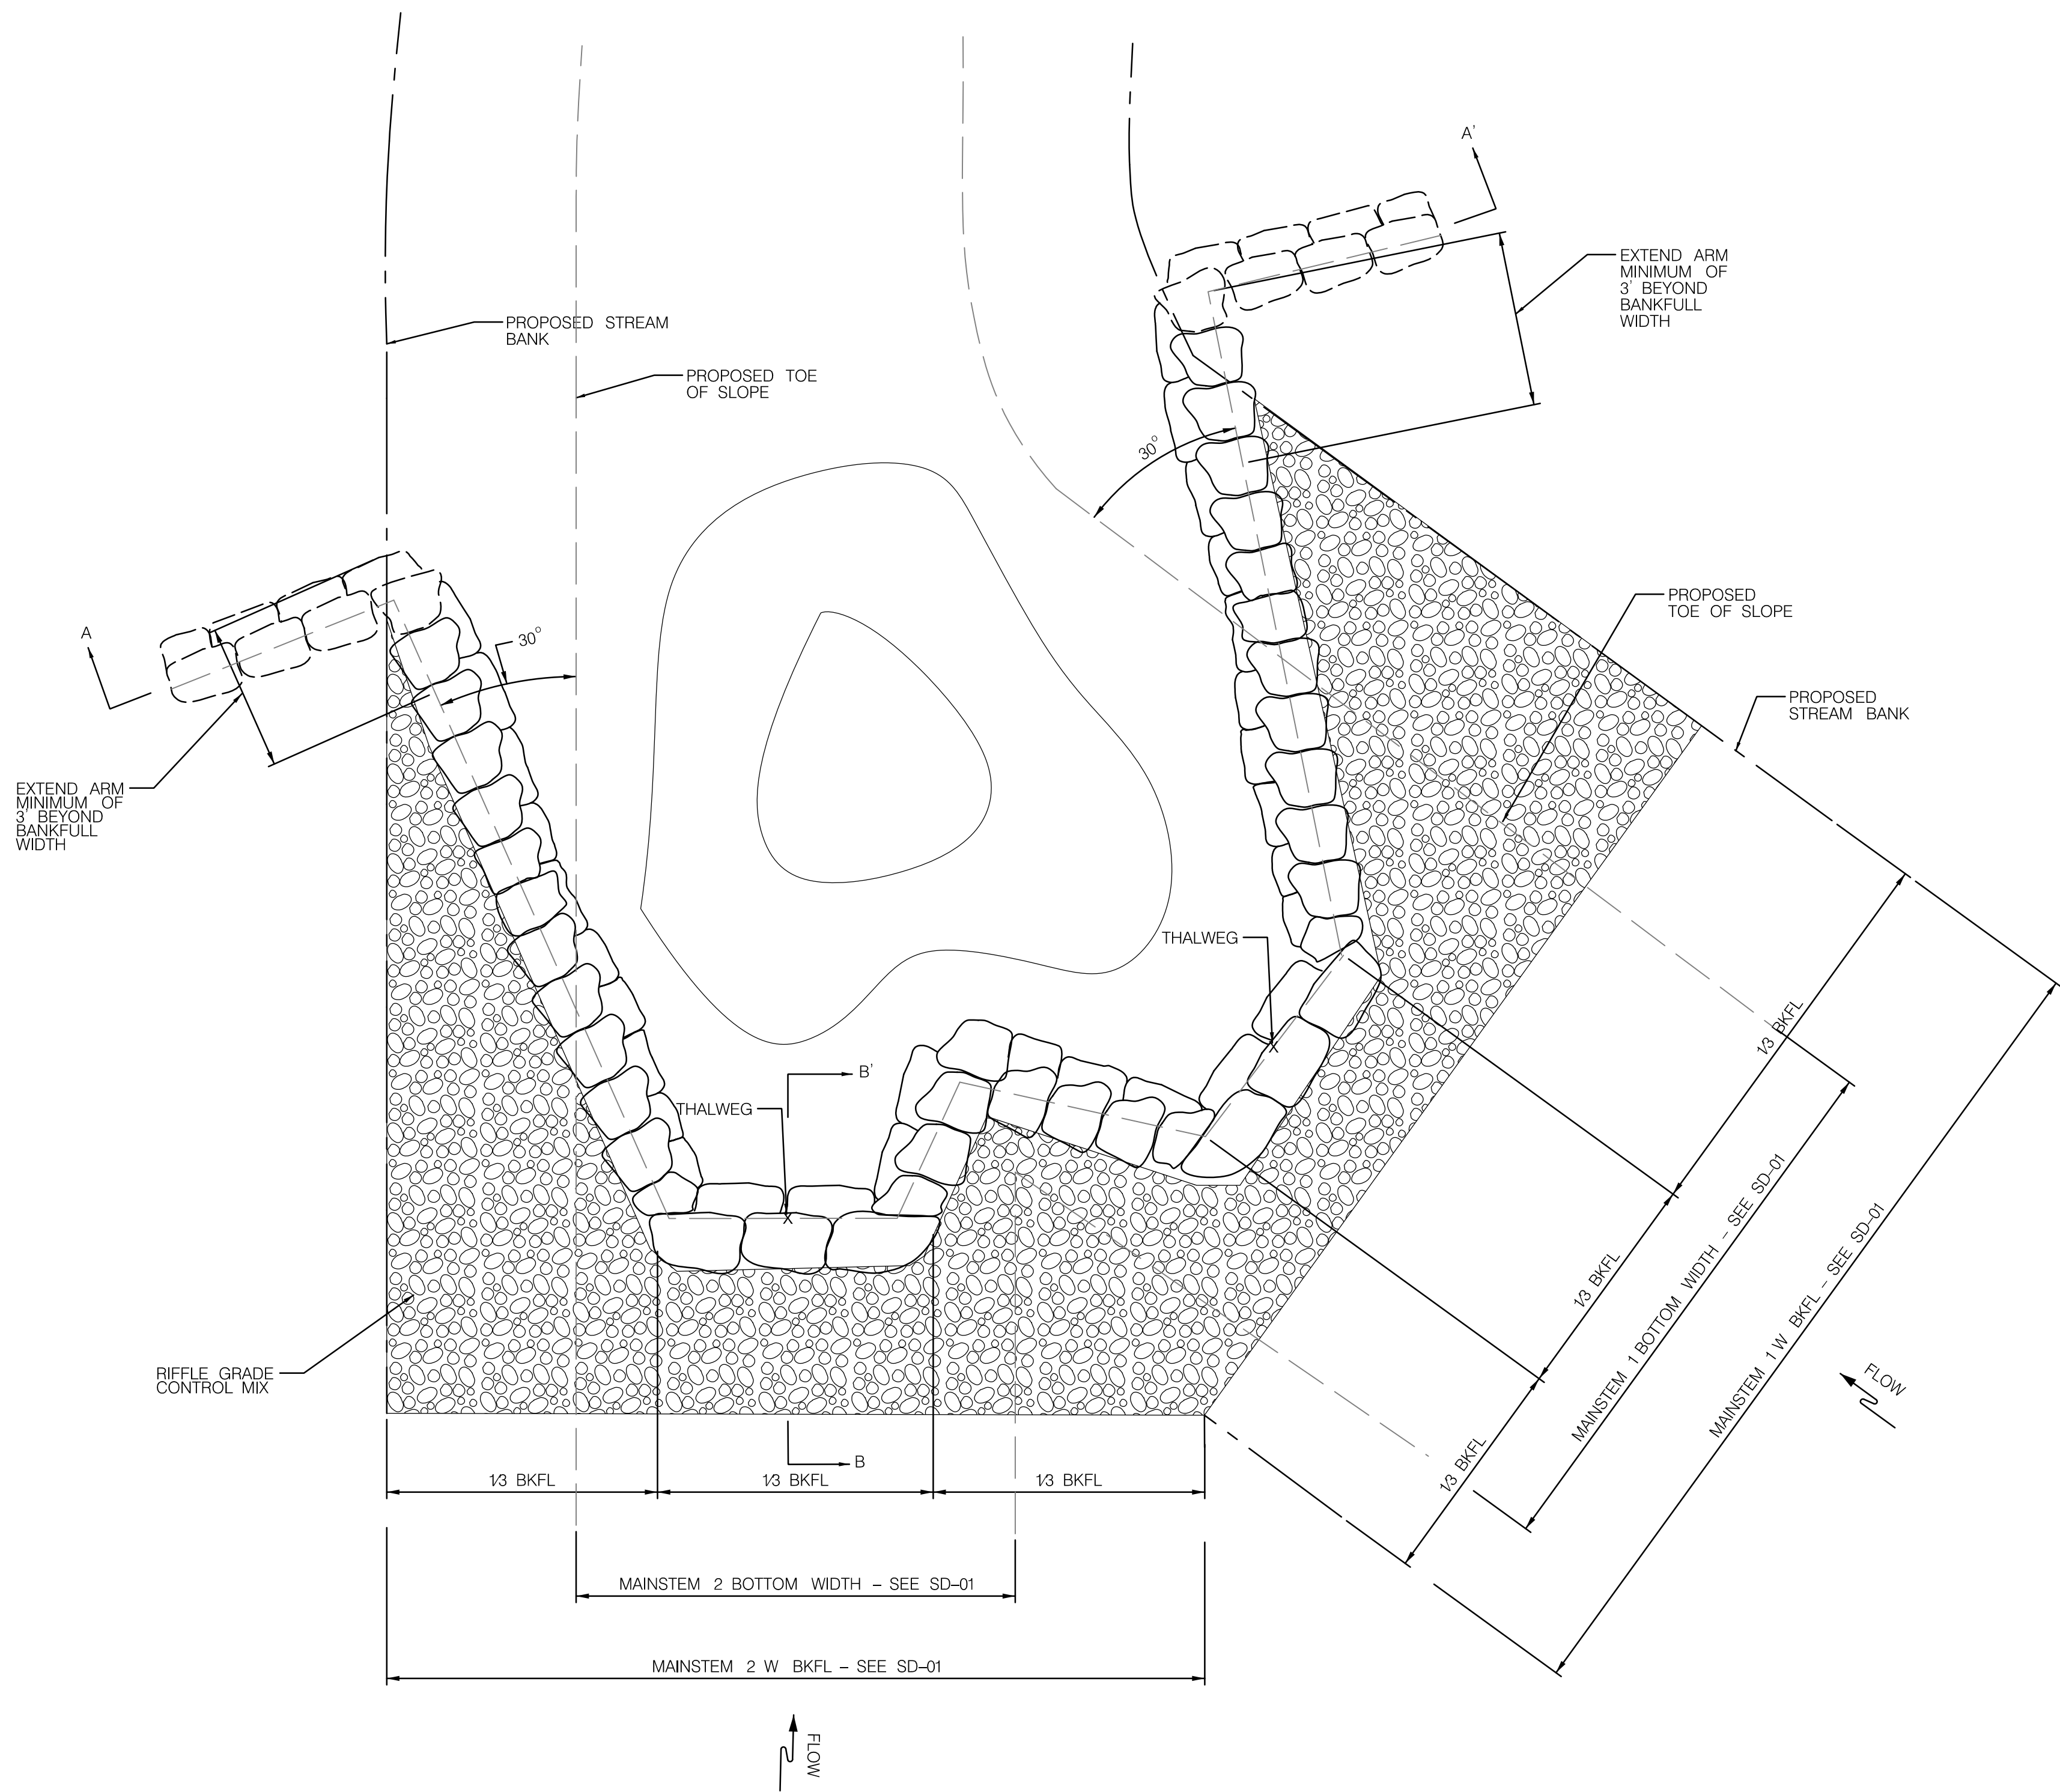 A'
EXTEND ARM
MINIMUM OF
3' BEYOND
BANKFULL
WIDTH
PROPOSED STREAM
BANK
PROPOSED TOE
OF SLOPE
30°
PROPOSED
TOE OF SLOPE
A
30°
PROPOSED
STREAM BANK
EXTEND ARM
MINIMUM OF
3' BEYOND
BANKFULL
WIDTH
THALWEG
X
1/3 BKFL
B'
THALWEG
X
1/3 BKFL
MAINSTEM 1 BOTTOM WIDTH - SEE SD-01
MAINSTEM 1 W BKFL - SEE SD-01
RIFFLE GRADE
CONTROL MIX
FLOW
1/3 BKFL
B
1/3 BKFL
1/3 BKFL
1/3 BKFL
MAINSTEM 2 BOTTOM WIDTH - SEE SD-01
MAINSTEM 2 W BKFL - SEE SD-01
FLOW